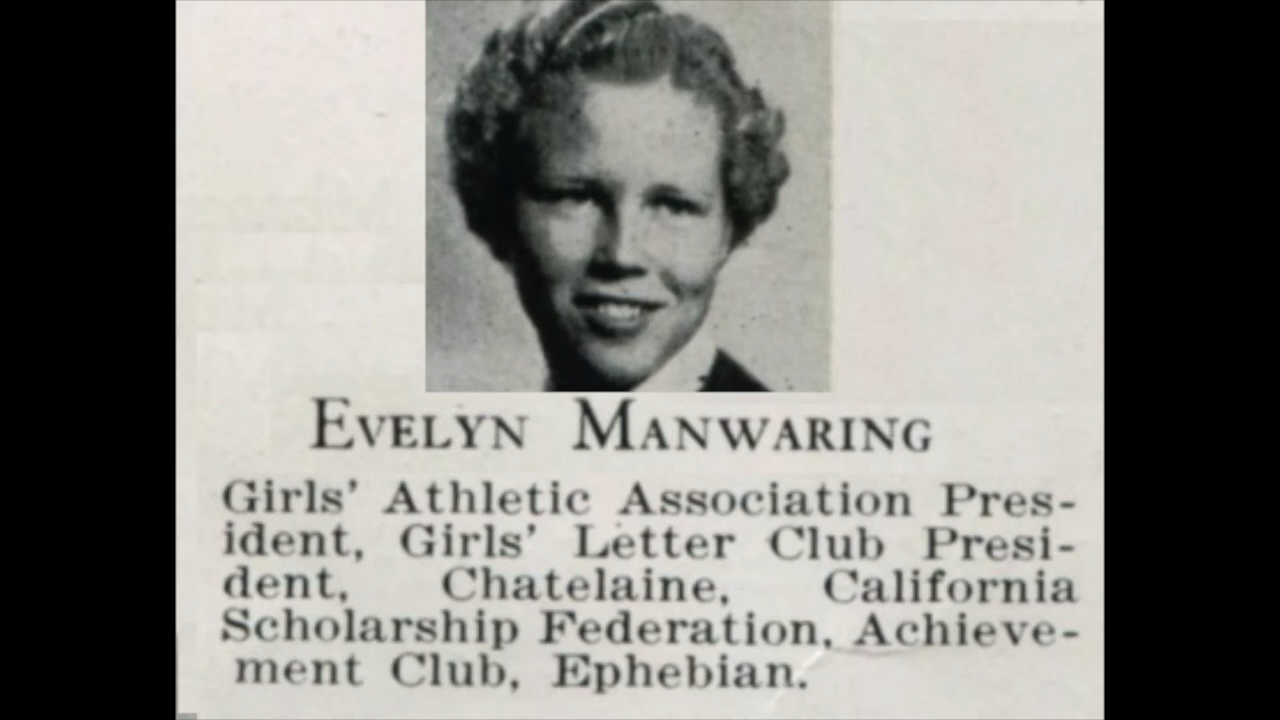 EVELYN MANWARING
Girls' Athletic Association Pres-
ident, Girls' Letter Club Presi-
dent, Chatelaine, California
Scholarship Federation, Achieve-
ment Club, Ephebian.